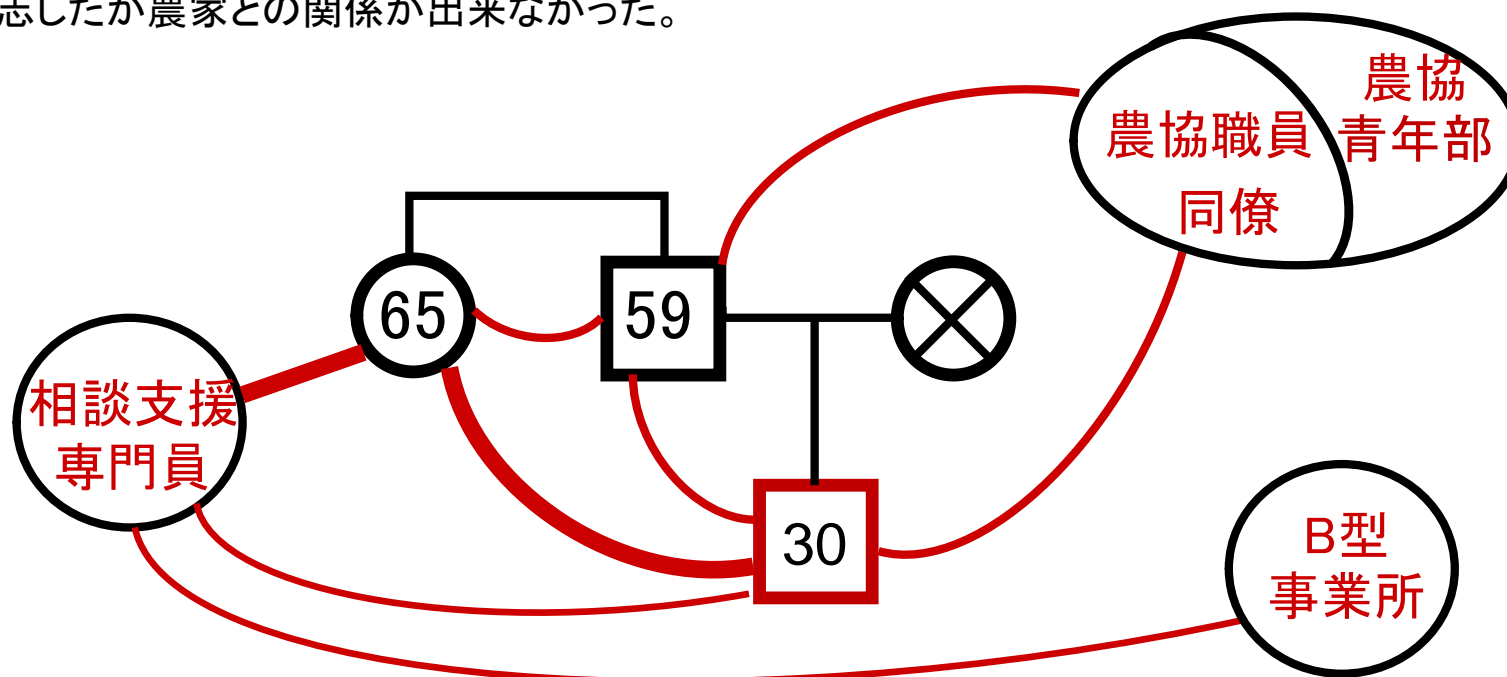 志したが農家との関係が出来なかった。
農協
青年部
農協職員
同僚
65
59
相談支援
専門員
30
B型
事業所